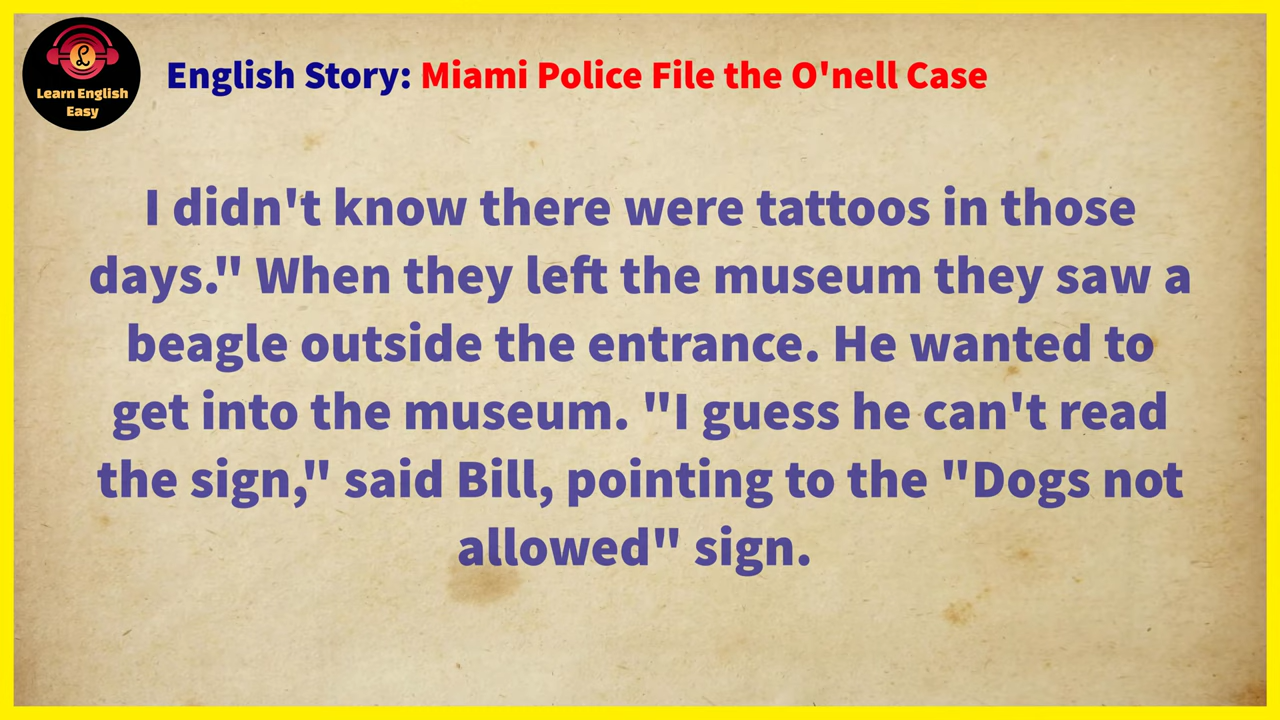 Learn English
Easy
English Story: Miami Police File the O'nell Case
I didn't know there were tattoos in those
days." When they left the museum they saw a
beagle outside the entrance. He wanted to
get into the museum. "I guess he can't read
the sign," said Bill, pointing to the "Dogs not
allowed" sign.